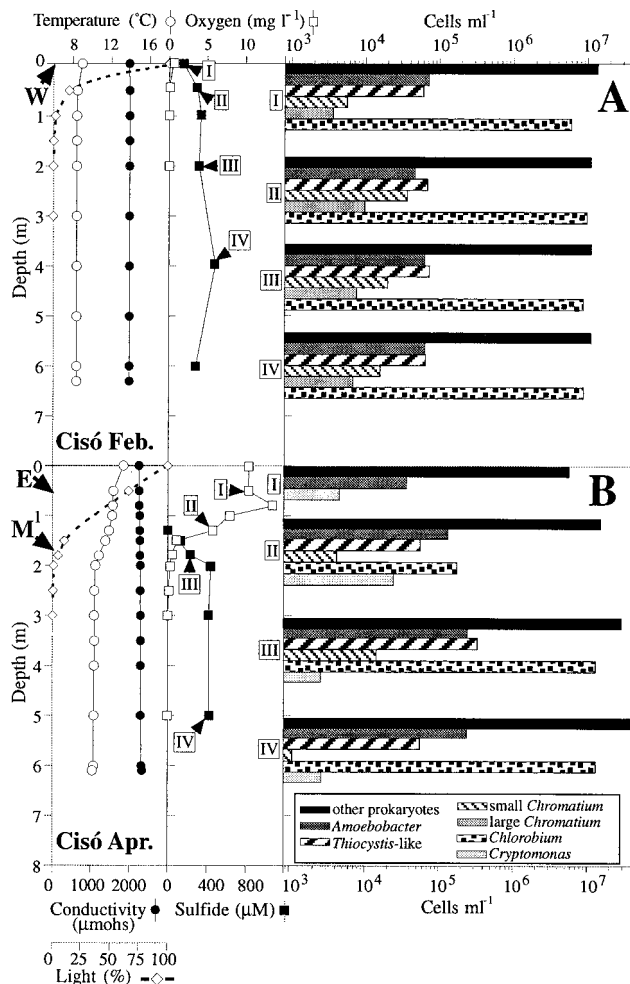 Temperature (°C) Oxygen (mg l⁻¹)
Cells ml⁻¹
0 4 8 12 16 0 5 10
10³ 10⁴ 10⁵ 10⁶ 10⁷
0
1
2
3
4
5
6
7
Depth (m)
W
I
II
III
IV
Cisó Feb.
I
II
III
IV
A
0
1
2
3
4
5
6
7
8
Depth (m)
E
M¹
I
II
III
IV
Cisó Apr.
I
II
III
IV
B
other prokaryotes
Amoebobacter
Thiocystis-like
small Chromatium
large Chromatium
Chlorobium
Cryptomonas
0 1000 2000 0 400 800
10³ 10⁴ 10⁵ 10⁶ 10⁷
Conductivity (µmohs)
Sulfide (µM)
Cells ml⁻¹
0 25 50 75 100
Light (%)